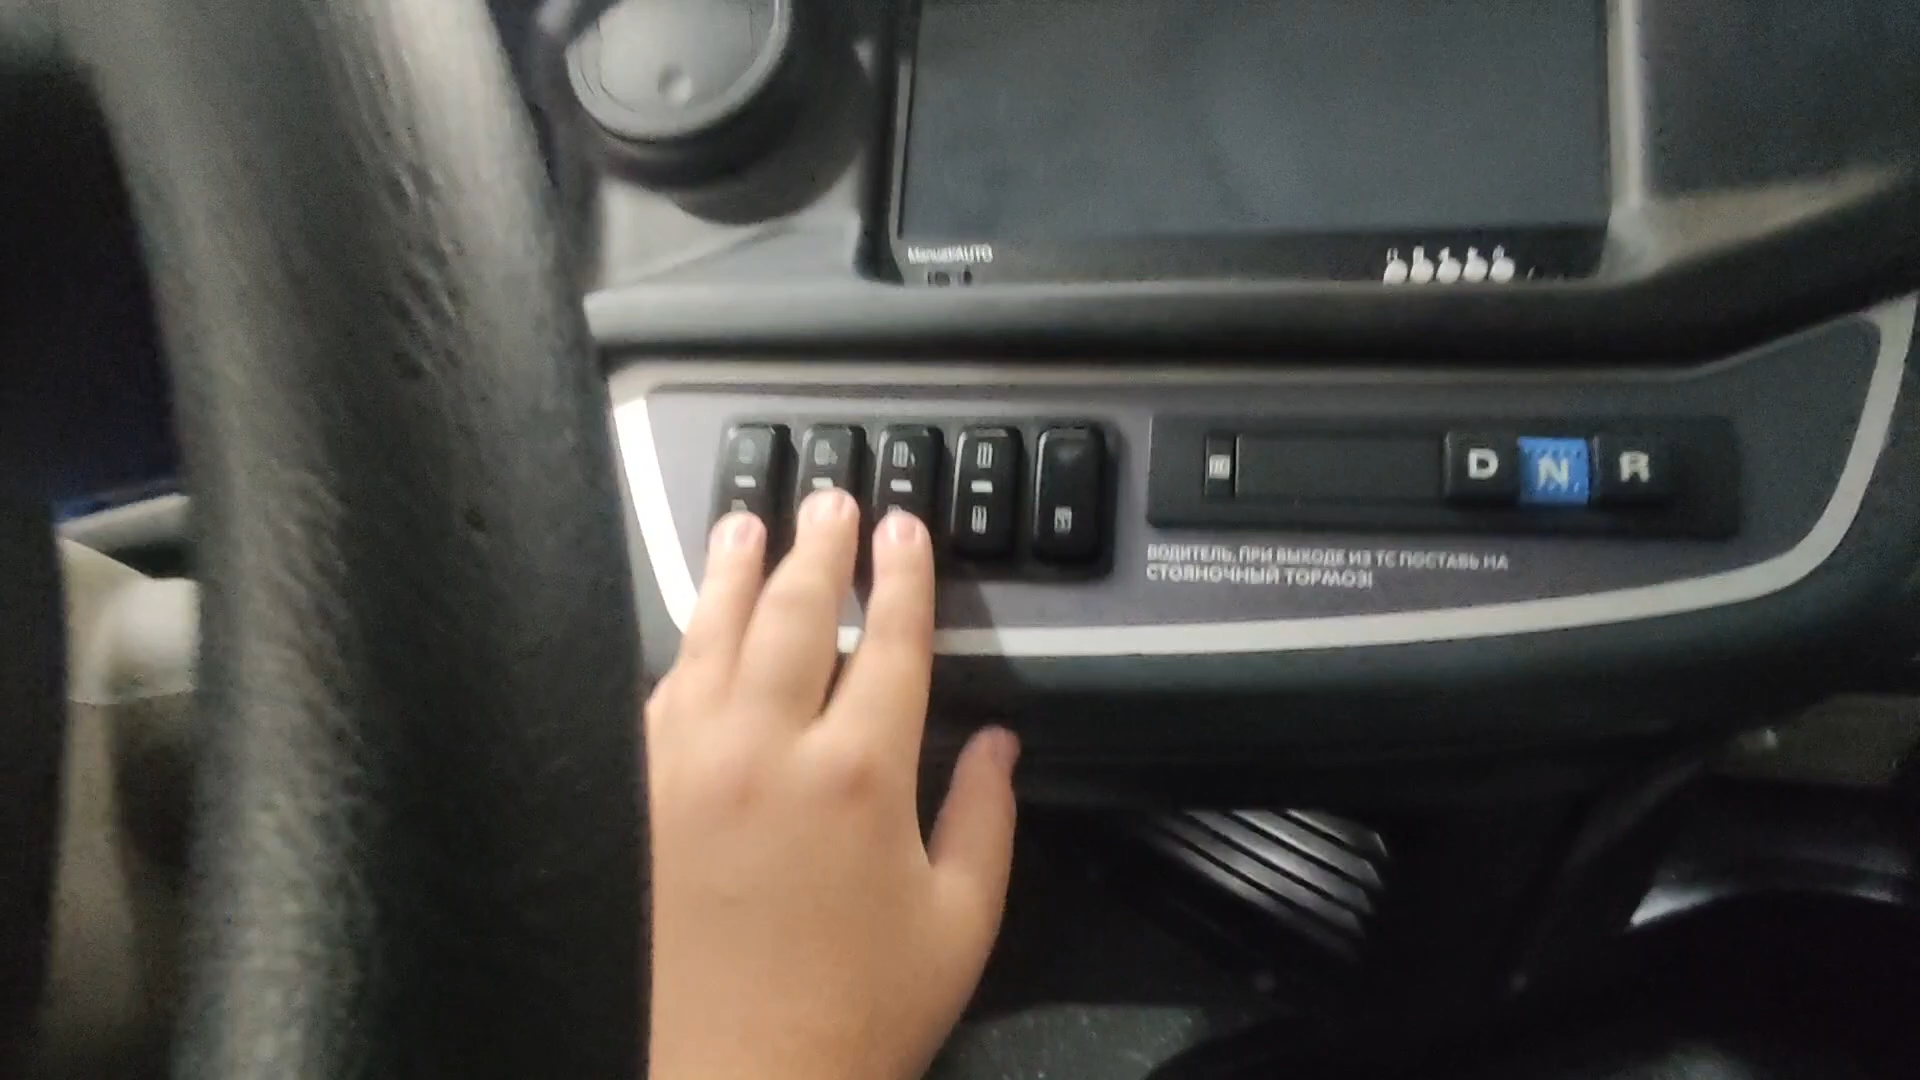 Manual/AUTO
D N R
ВОДИТЕЛЬ, ПРИ ВЫХОДЕ ИЗ ТС ПОСТАВЬ НА
СТОЯНОЧНЫЙ ТОРМОЗ!